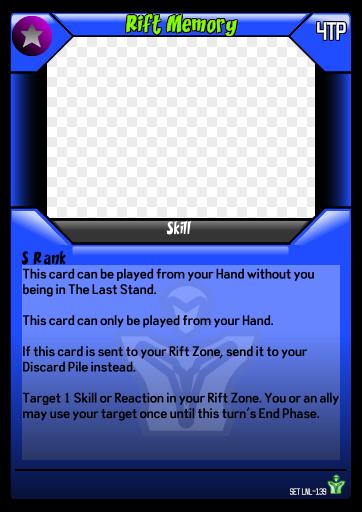 Rift Memory
4TP
Skill
S Rank
This card can be played from your Hand without you
being in The Last Stand.
This card can only be played from your Hand.
If this card is sent to your Rift Zone, send it to your
Discard Pile instead.
Target 1 Skill or Reaction in your Rift Zone. You or an ally
may use your target once until this turn's End Phase.
SET LNL-139